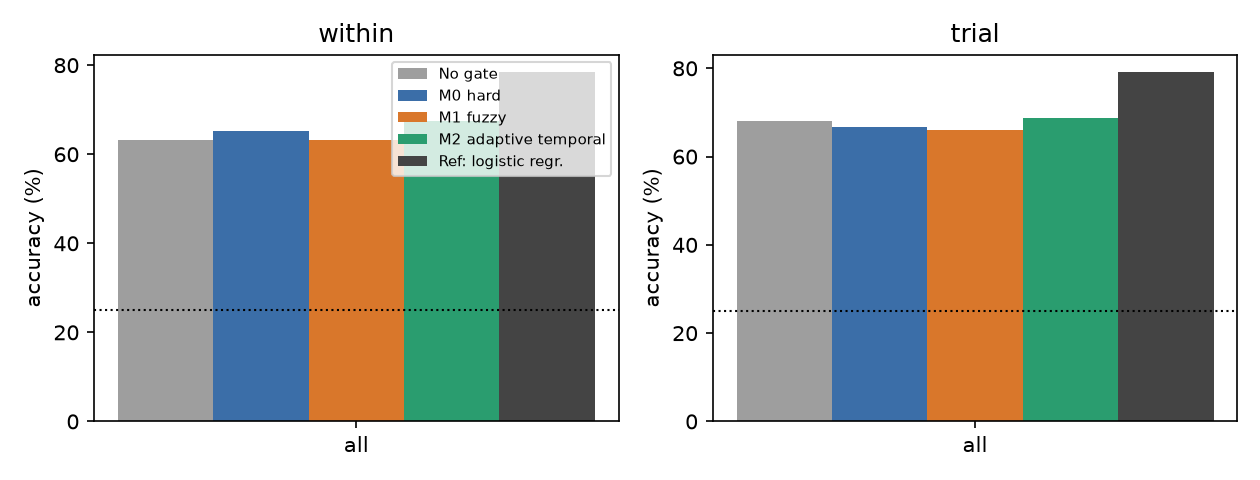 within
accuracy (%)
80
60
40
20
0
all
No gate
M0 hard
M1 fuzzy
M2 adaptive temporal
Ref: logistic regr.
trial
accuracy (%)
80
60
40
20
0
all